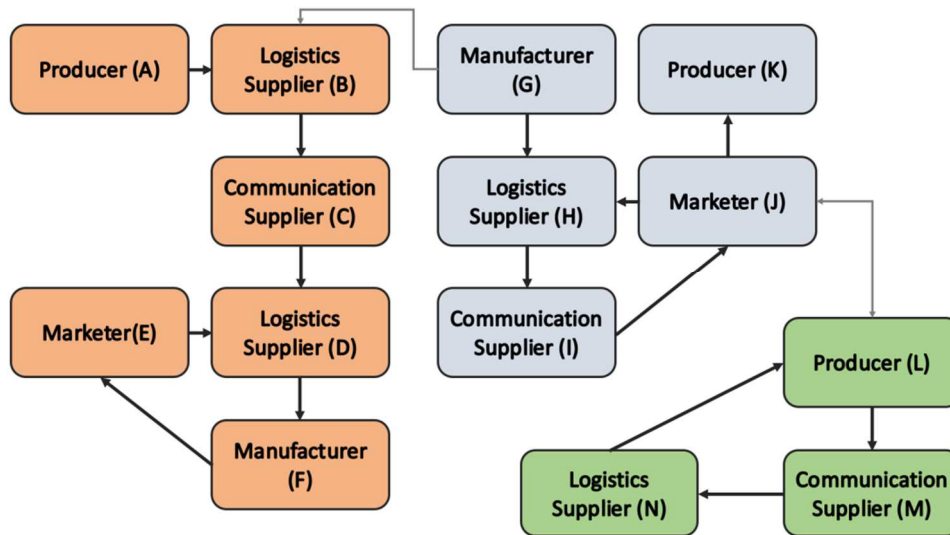 Producer (A)
Logistics
Supplier (B)
Manufacturer
(G)
Producer (K)
Communication
Supplier (C)
Logistics
Supplier (H)
Marketer (J)
Marketer(E)
Logistics
Supplier (D)
Communication
Supplier (I)
Producer (L)
Manufacturer
(F)
Logistics
Supplier (N)
Communication
Supplier (M)